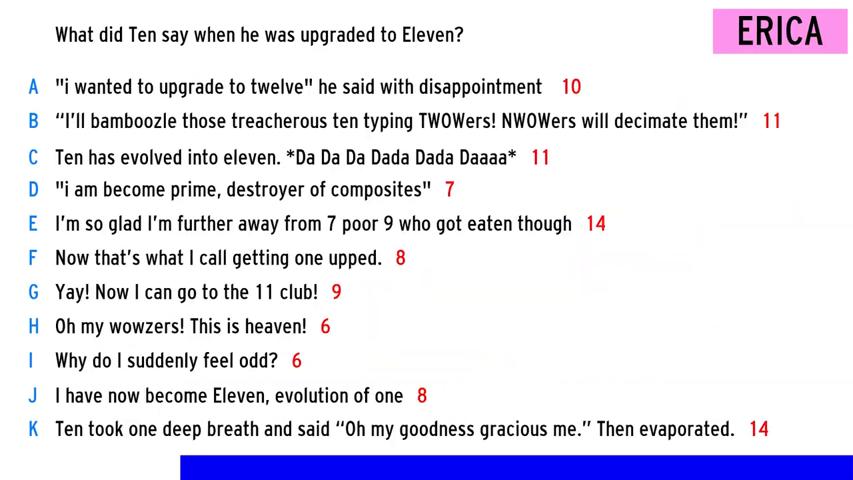 What did Ten say when he was upgraded to Eleven?
ERICA
A "i wanted to upgrade to twelve" he said with disappointment 10
B “I'll bamboozle those treacherous ten typing TWOWers! NWOWers will decimate them!” 11
C Ten has evolved into eleven. *Da Da Da Dada Dada Daaaa* 11
D "i am become prime, destroyer of composites" 7
E I'm so glad I'm further away from 7 poor 9 who got eaten though 14
F Now that's what I call getting one upped. 8
G Yay! Now I can go to the 11 club! 9
H Oh my wowzers! This is heaven! 6
I Why do I suddenly feel odd? 6
J I have now become Eleven, evolution of one 8
K Ten took one deep breath and said “Oh my goodness gracious me.” Then evaporated. 14